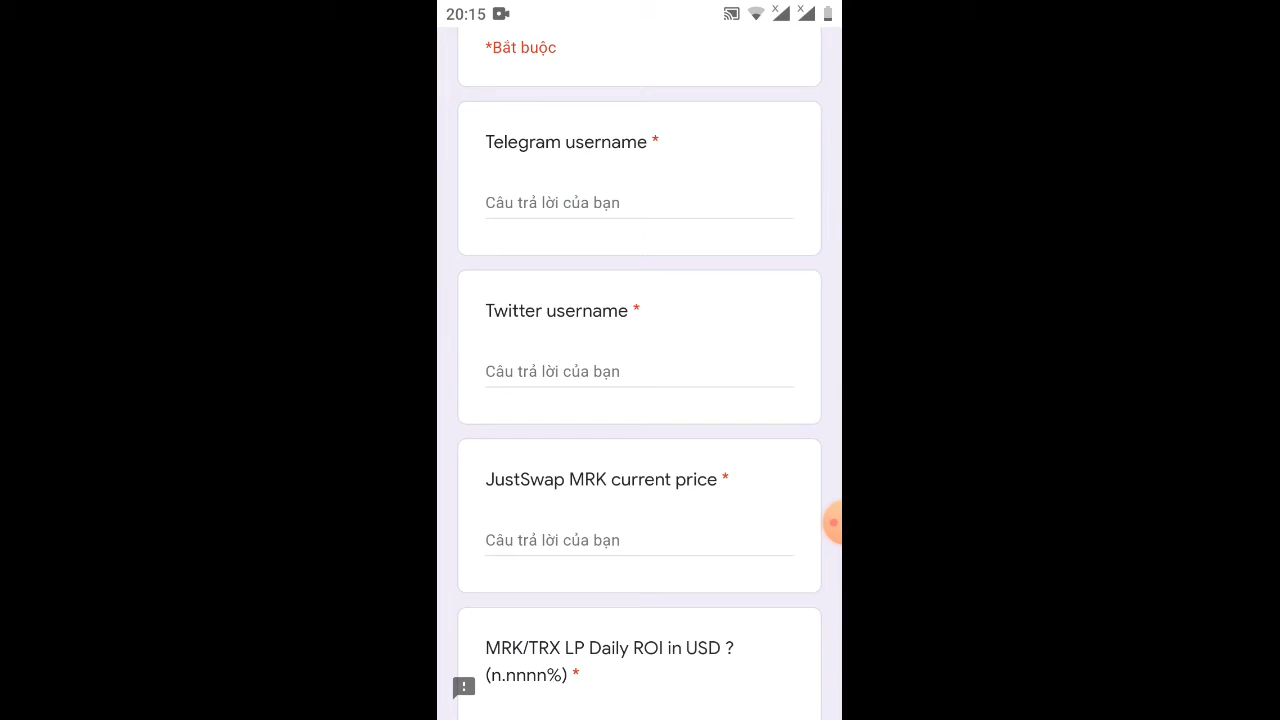 20:15
*Bắt buộc
Telegram username *
Câu trả lời của bạn
Twitter username *
Câu trả lời của bạn
JustSwap MRK current price *
Câu trả lời của bạn
MRK/TRX LP Daily ROI in USD ?
(n.nnnn%) *